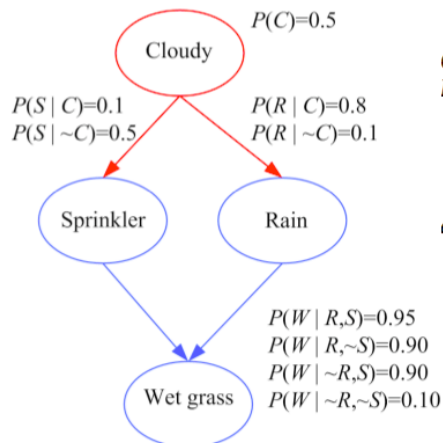 P(C)=0.5
Cloudy
P(S | C)=0.1
P(S | ~C)=0.5
P(R | C)=0.8
P(R | ~C)=0.1
Sprinkler
Rain
P(W | R,S)=0.95
P(W | R,~S)=0.90
P(W | ~R,S)=0.90
P(W | ~R,~S)=0.10
Wet grass